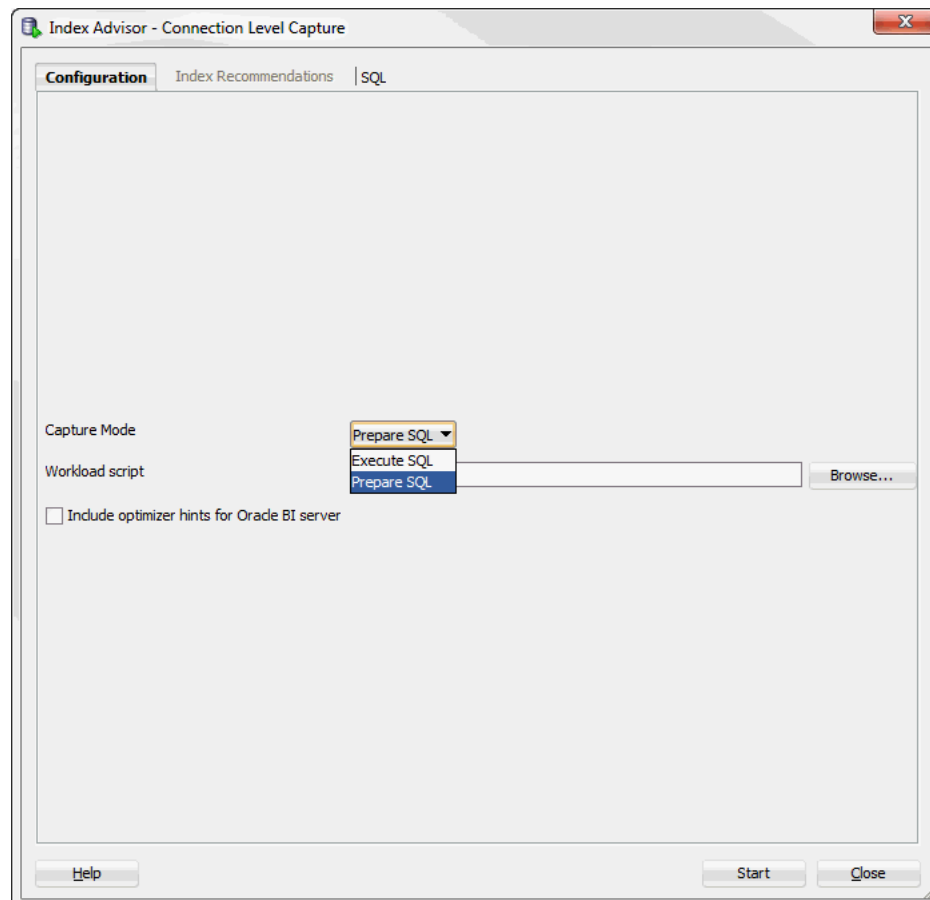 Index Advisor - Connection Level Capture
X
Configuration Index Recommendations SQL
Capture Mode
Prepare SQL
Execute SQL
Prepare SQL
Workload script
Browse...
Include optimizer hints for Oracle BI server
Help Start Close